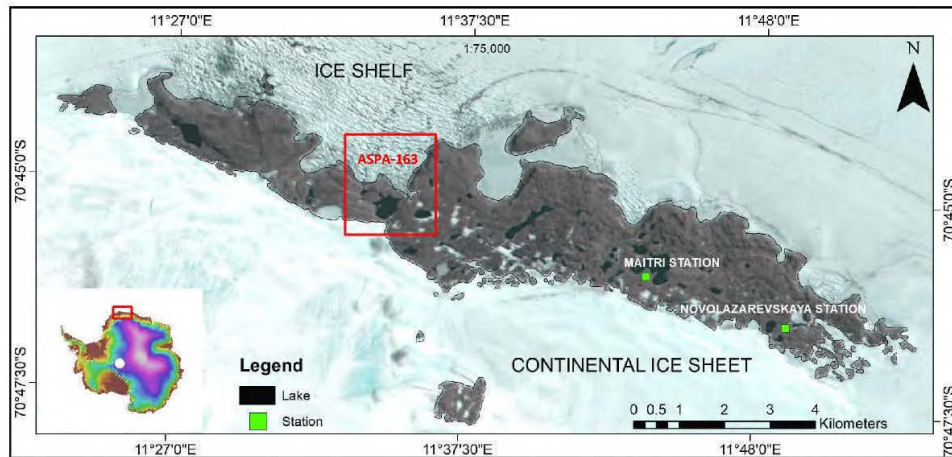 11°27'0"E
11°37'30"E
11°48'0"E
1:75,000
N
ICE SHELF
ASPA-163
70°45'0"S
70°45'0"S
MAITRI STATION
NOVOLAZAREVSKAYA STATION
CONTINENTAL ICE SHEET
Legend
Lake
Station
0 0.5 1 2 3 4
Kilometers
70°47'30"S
70°47'30"S
11°27'0"E
11°37'30"E
11°48'0"E